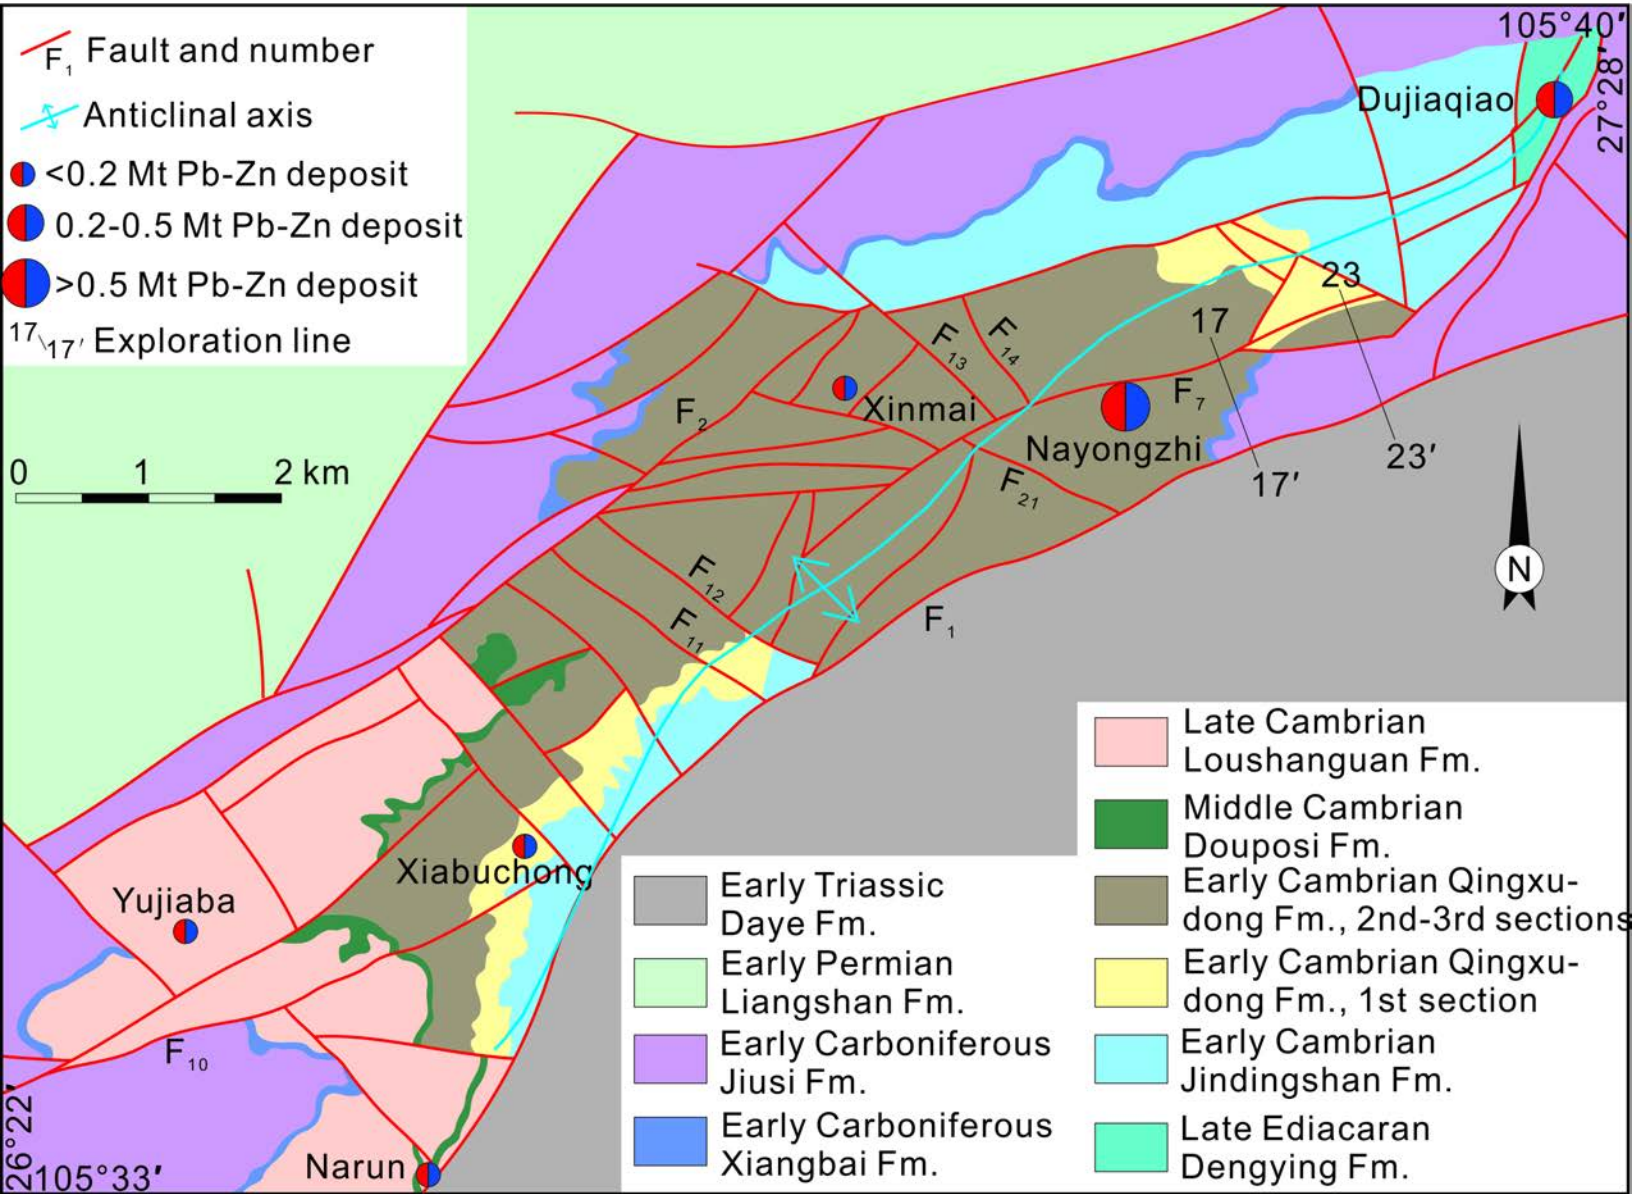 F1 Fault and number
Anticlinal axis
<0.2 Mt Pb-Zn deposit
0.2-0.5 Mt Pb-Zn deposit
>0.5 Mt Pb-Zn deposit
17 17′ Exploration line
105°40′
27°28′
Dujiaqiao
23
17
F13
F14
F7
Xinmai
F2
Nayongzhi
23′
17′
0 1 2 km
F21
N
F12
F11
F1
Xiabuchong
Yujiaba
F10
26°22′
105°33′
Narun
Early Triassic
Daye Fm.
Early Permian
Liangshan Fm.
Early Carboniferous
Jiusi Fm.
Early Carboniferous
Xiangbai Fm.
Late Cambrian
Loushanguan Fm.
Middle Cambrian
Douposi Fm.
Early Cambrian Qingxu-
dong Fm., 2nd-3rd sections
Early Cambrian Qingxu-
dong Fm., 1st section
Early Cambrian
Jindingshan Fm.
Late Ediacaran
Dengying Fm.